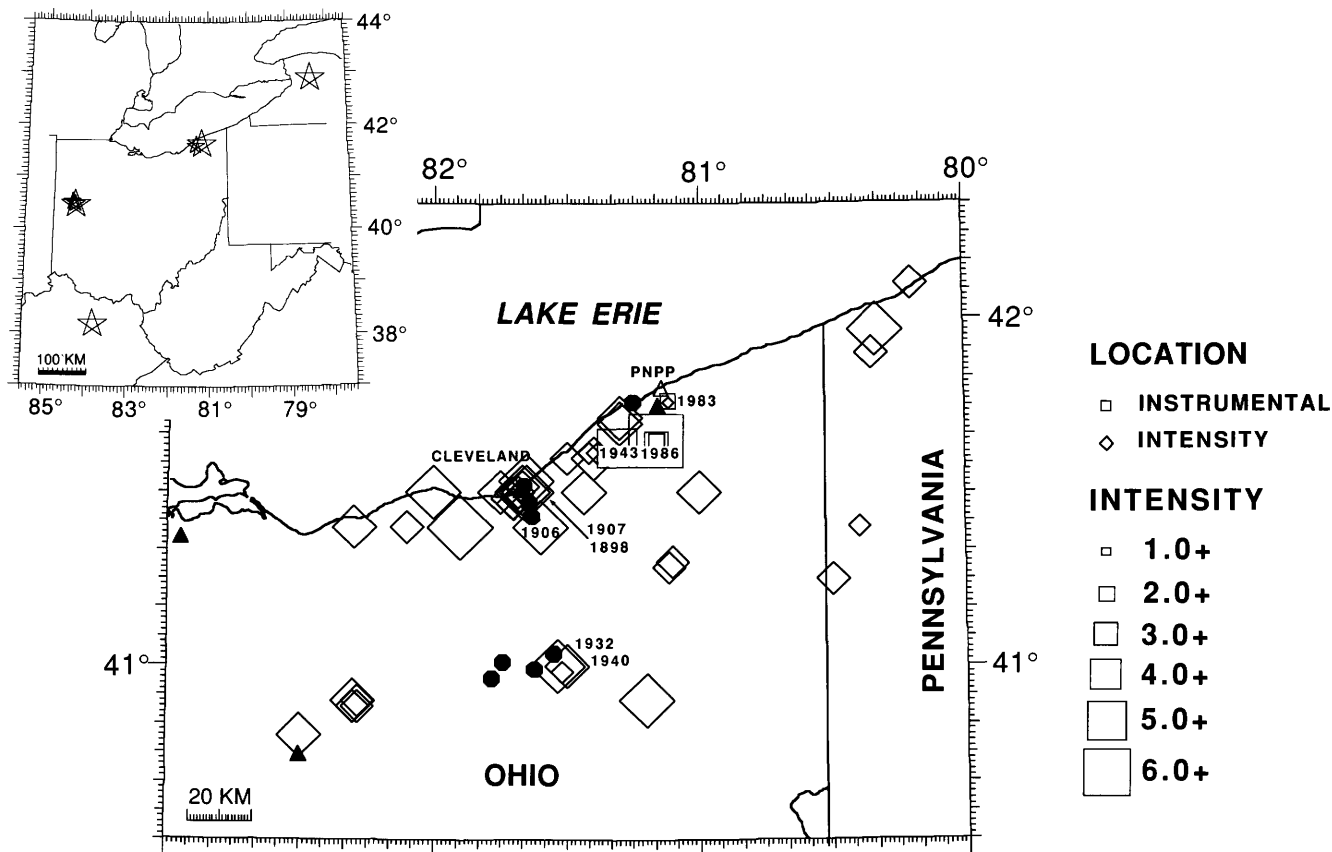 44°
42°
40°
38°
100 KM
85° 83° 81° 79°
82° 81° 80°
LAKE ERIE
42°
PNPP
1983
1943 1986
CLEVELAND
1906
1907
1898
1932
1940
41°
41°
PENNSYLVANIA
OHIO
20 KM
LOCATION
INSTRUMENTAL
INTENSITY
INTENSITY
1.0+
2.0+
3.0+
4.0+
5.0+
6.0+